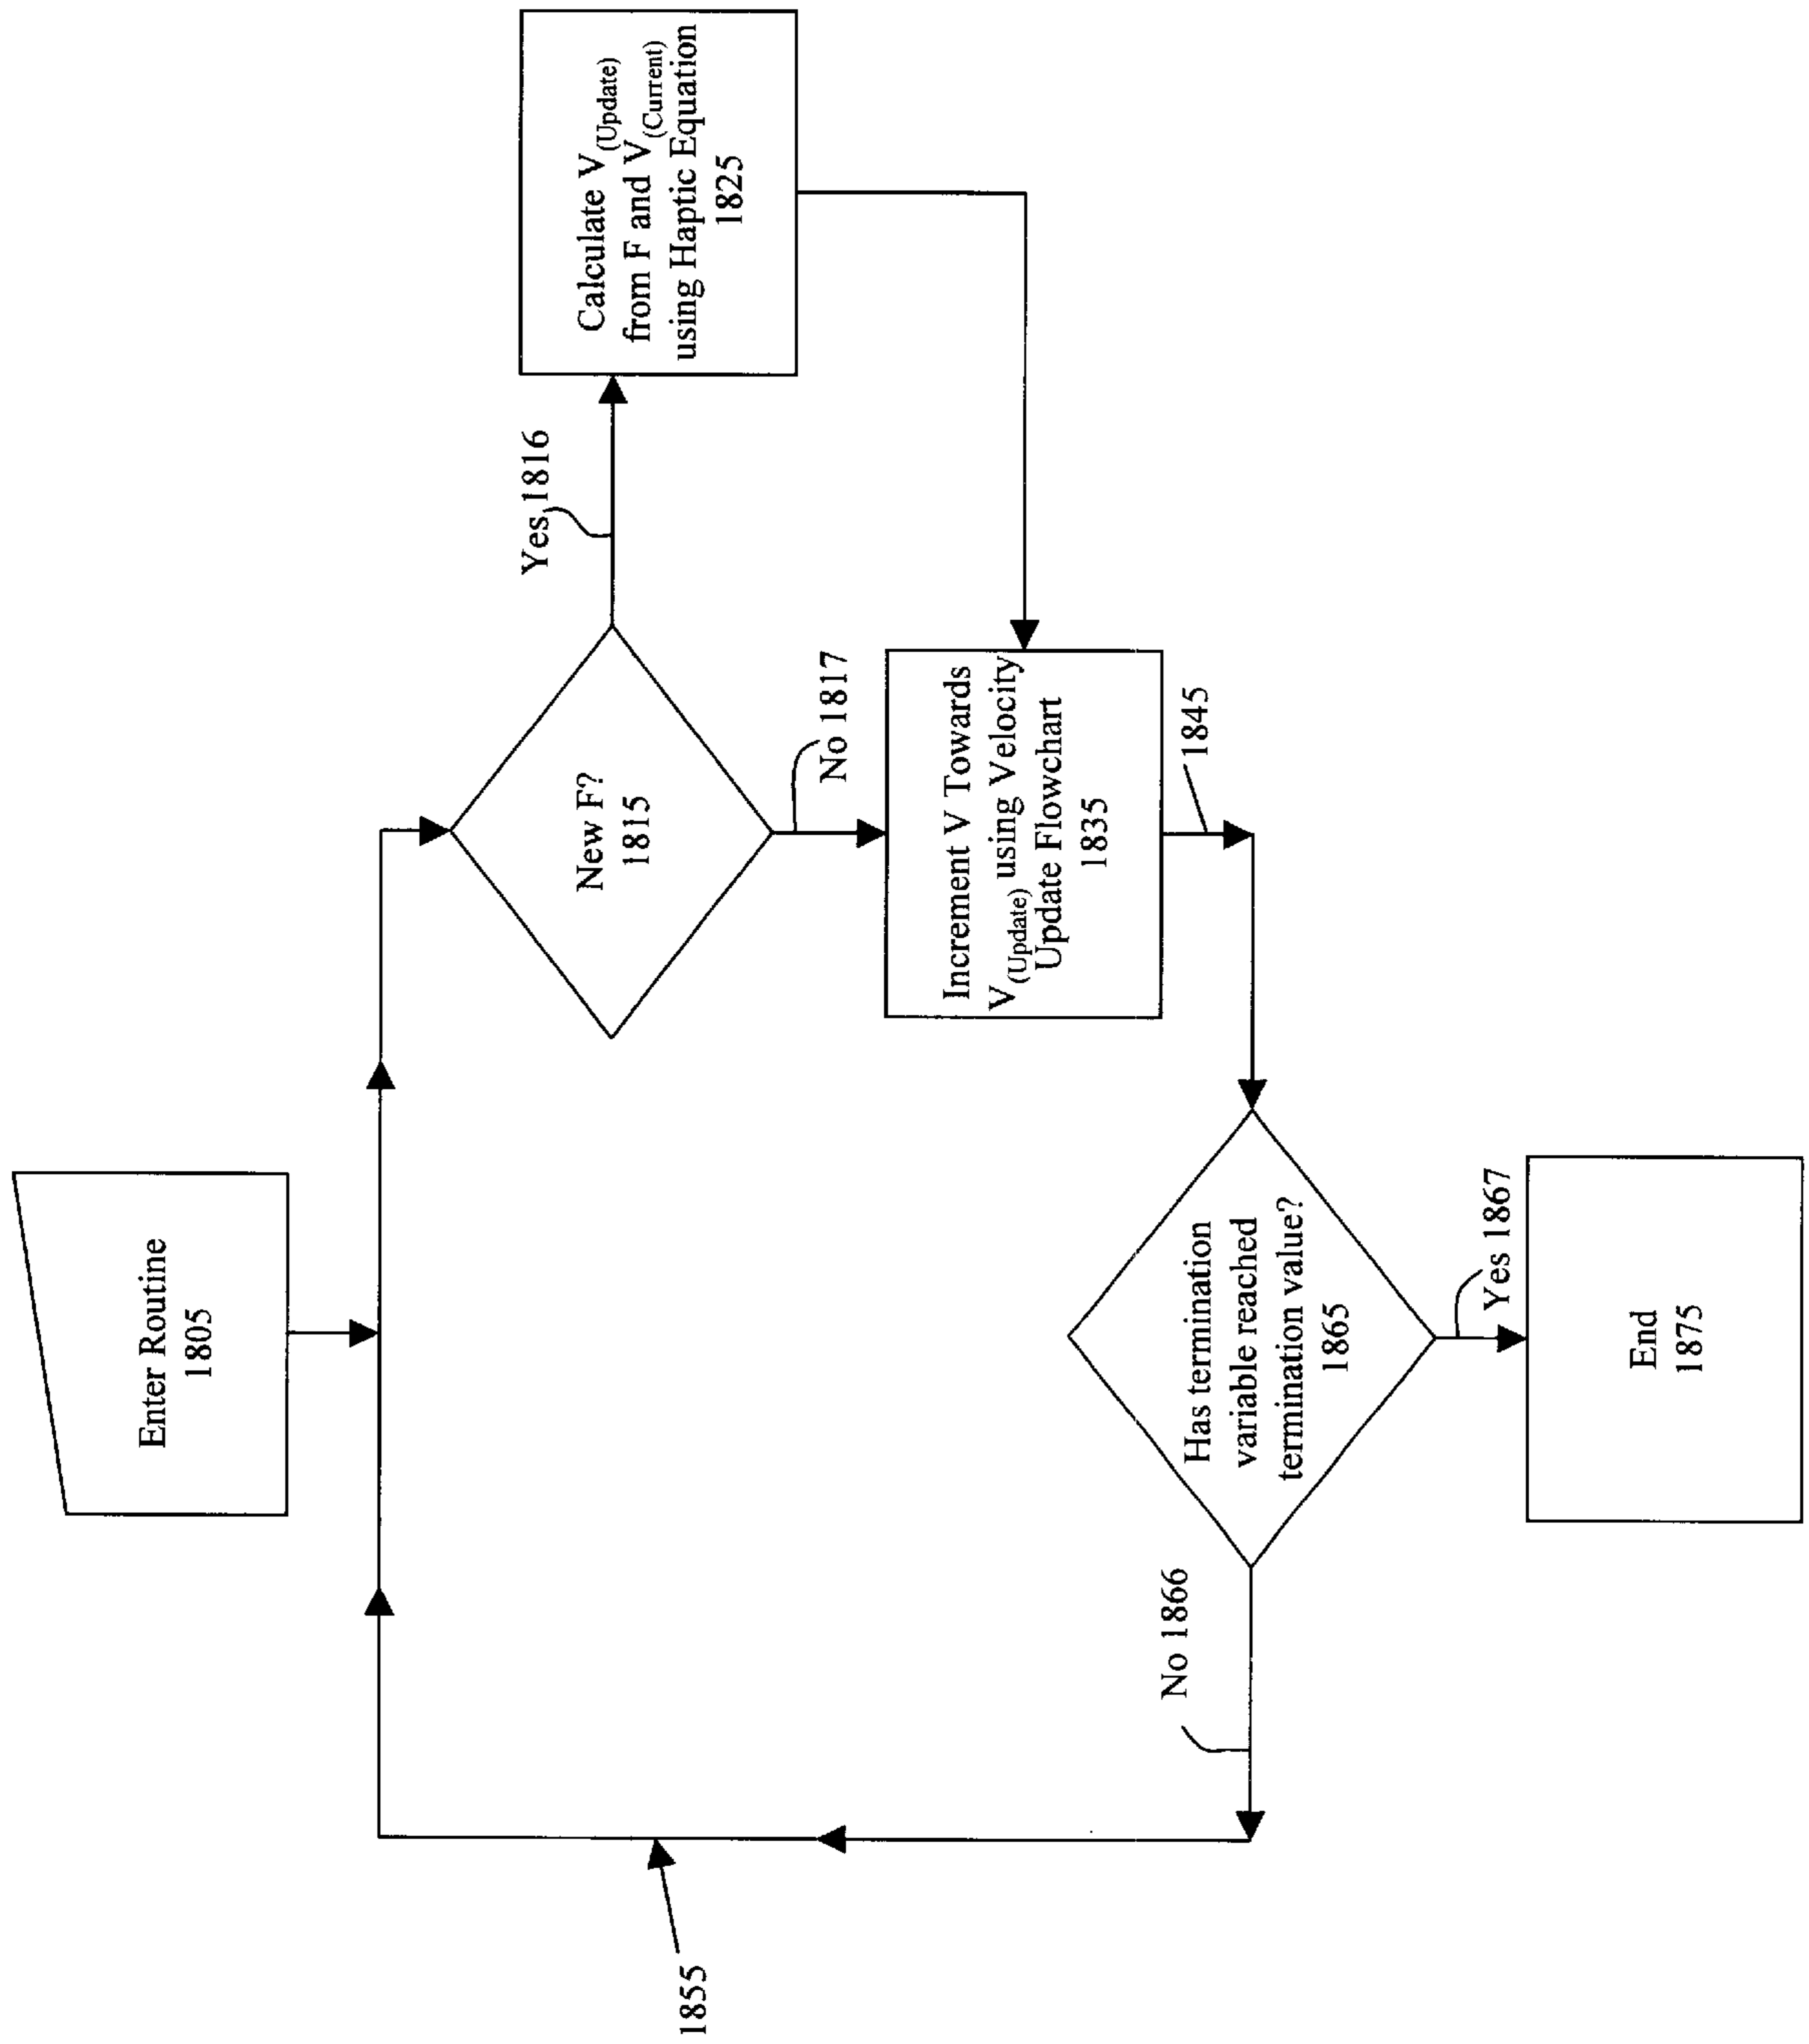 Enter Routine
1805
New F?
1815
Yes 1816
Calculate V(Update)
from F and V(Current)
using Haptic Equation
1825
No 1817
Increment V Towards
V(Update) using Velocity
Update Flowchart
1835
1845
Has termination
variable reached
termination value?
1865
No 1866
Yes 1867
End
1875
1855